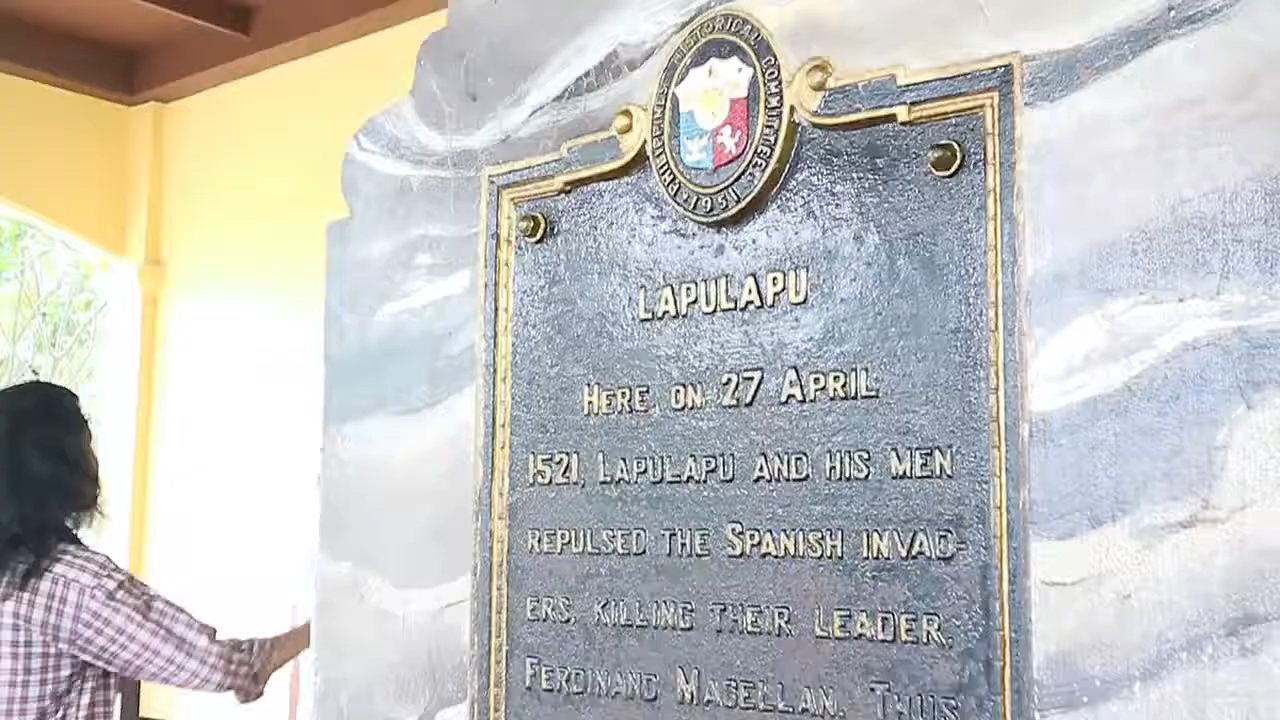 PHILIPPINES HISTORICAL COMMITTEE 1951
LAPULAPU
HERE, ON 27 APRIL
1521, LAPULAPU AND HIS MEN
REPULSED THE SPANISH INVAD-
ERS, KILLING THEIR LEADER,
FERDINAND MAGELLAN. THUS